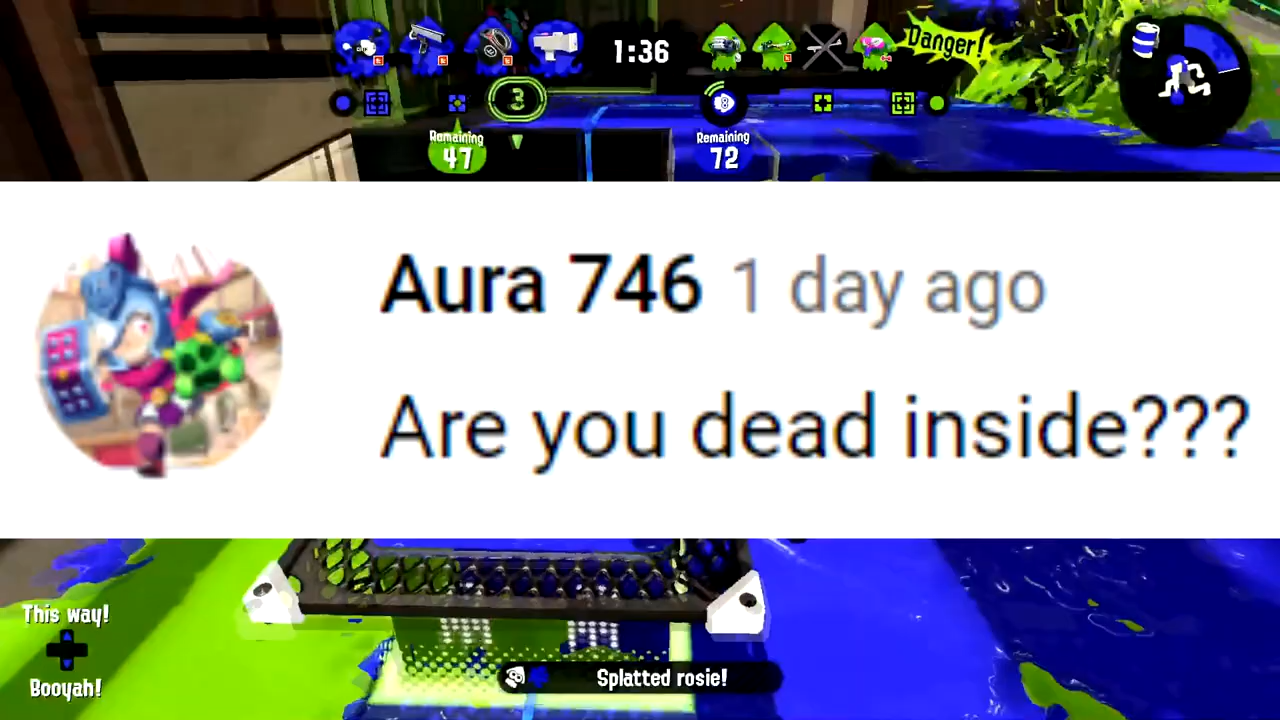 1:36
Danger!
3
8
Remaining
47
Remaining
72
Aura 746 1 day ago
Are you dead inside???
This way!
Booyah!
Splatted rosie!